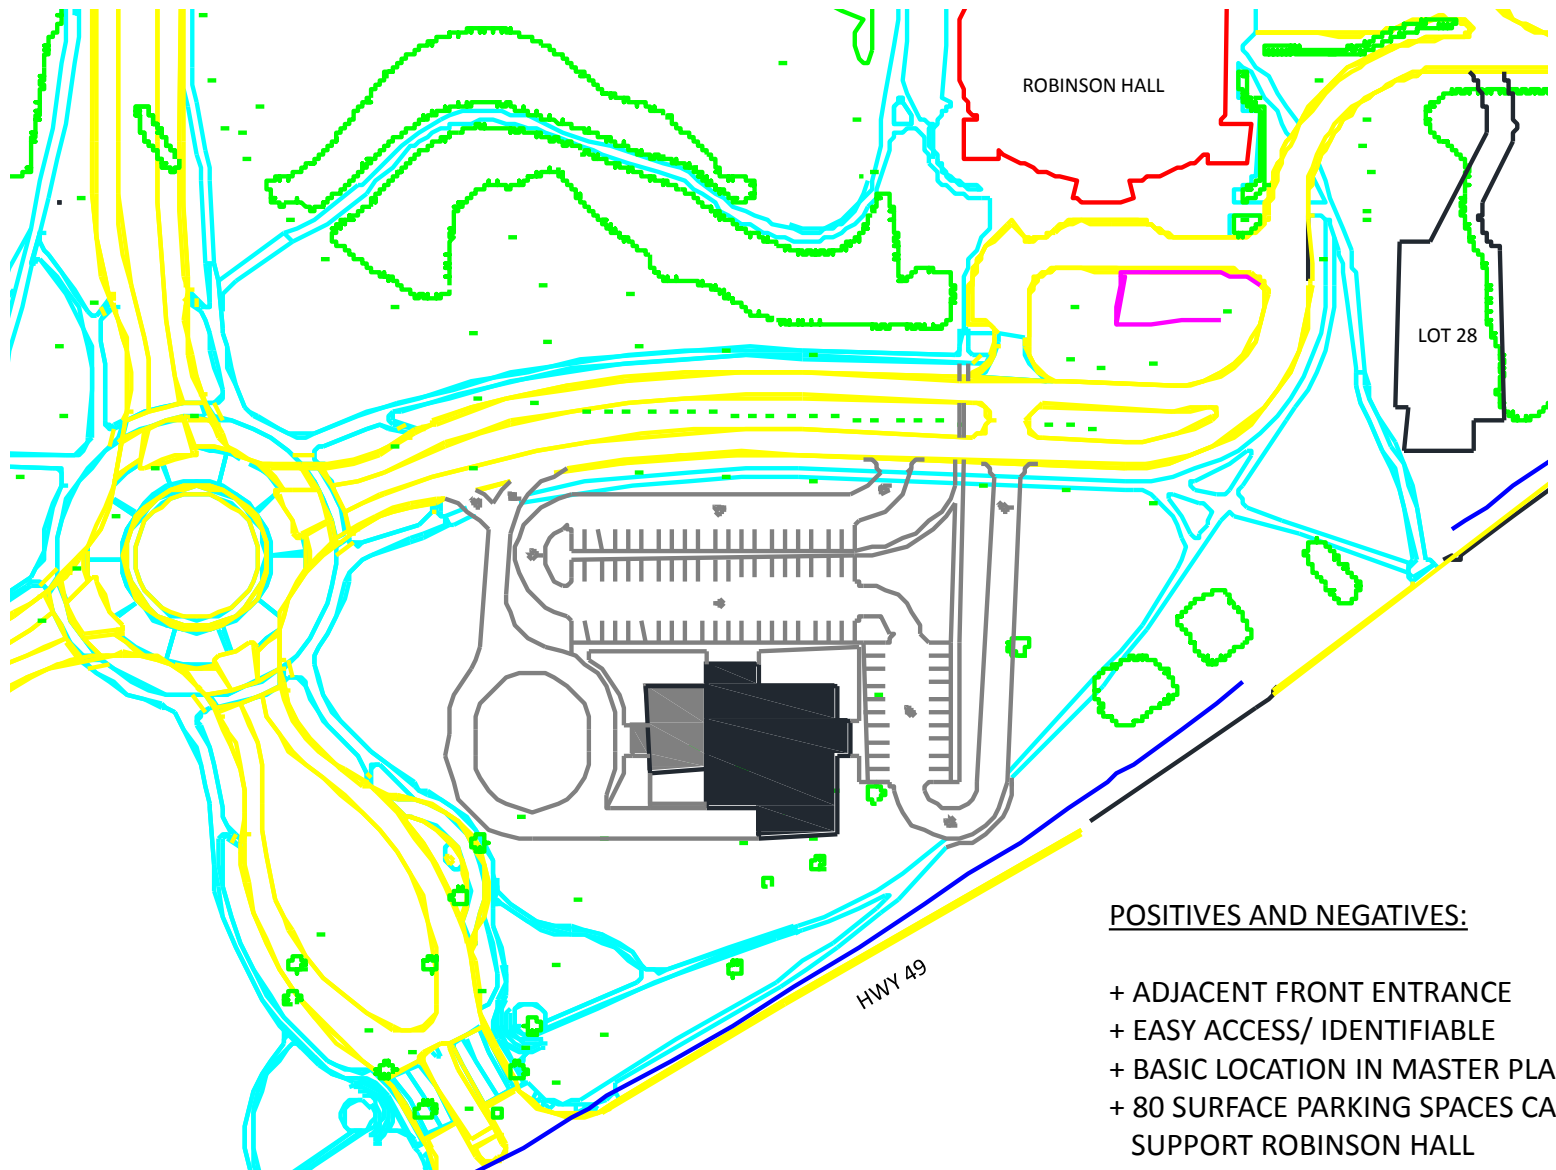 ROBINSON HALL
LOT 28
HWY 49
POSITIVES AND NEGATIVES:
+ ADJACENT FRONT ENTRANCE
+ EASY ACCESS/ IDENTIFIABLE
+ BASIC LOCATION IN MASTER PLA
+ 80 SURFACE PARKING SPACES CA
SUPPORT ROBINSON HALL